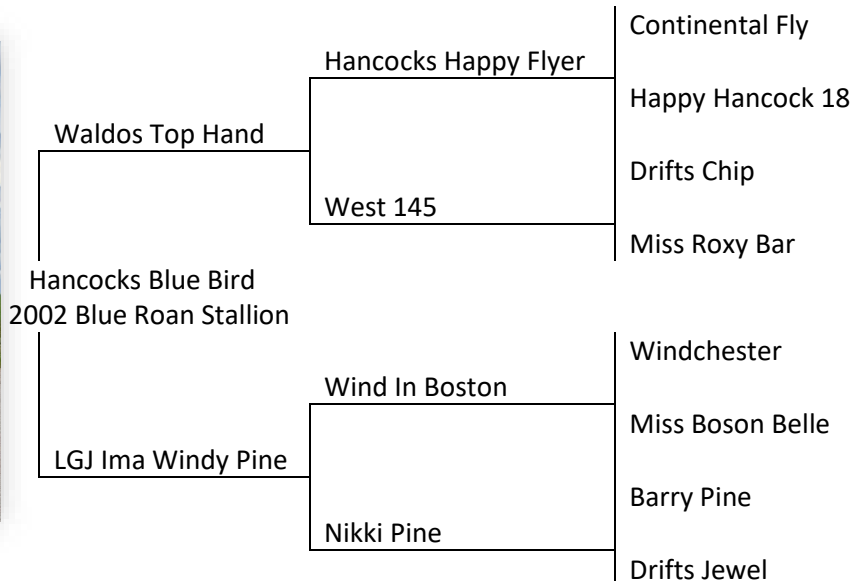 Continental Fly
Hancocks Happy Flyer
Happy Hancock 18
Waldos Top Hand
Drifts Chip
West 145
Miss Roxy Bar
Hancocks Blue Bird
2002 Blue Roan Stallion
Windchester
Wind In Boston
Miss Boson Belle
LGJ Ima Windy Pine
Barry Pine
Nikki Pine
Drifts Jewel